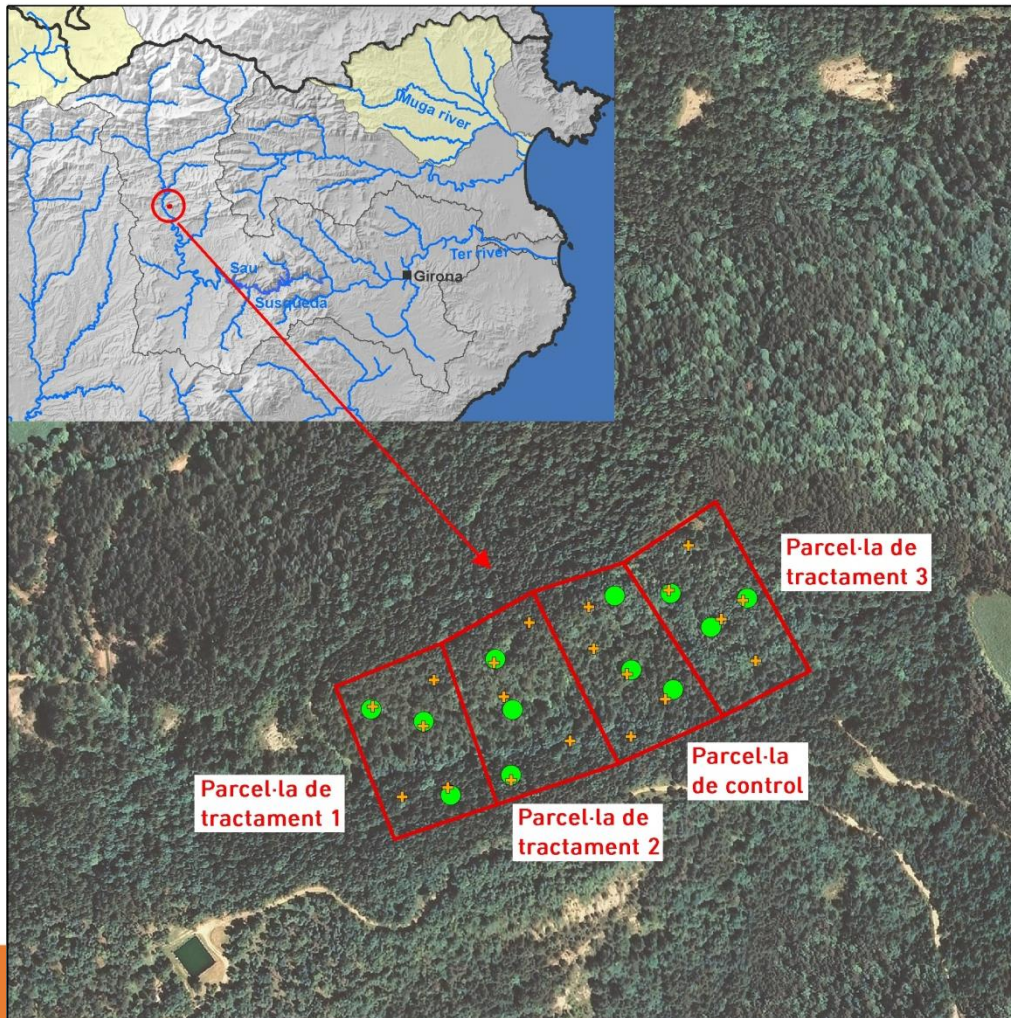 Muga river
Ter river
Sau
Girona
Susqueda
Parcel·la de
tractament 3
Parcel·la
de control
Parcel·la de
tractament 1
Parcel·la de
tractament 2